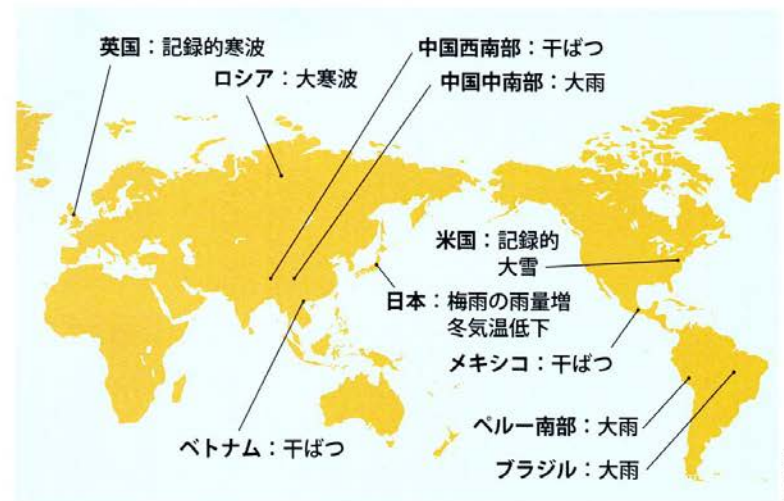 英国：記録的寒波
ロシア：大寒波
中国西南部：干ばつ
中国中南部：大雨
米国：記録的
大雪
日本：梅雨の雨量増
冬気温低下
メキシコ：干ばつ
ベトナム：干ばつ
ペルー南部：大雨
ブラジル：大雨